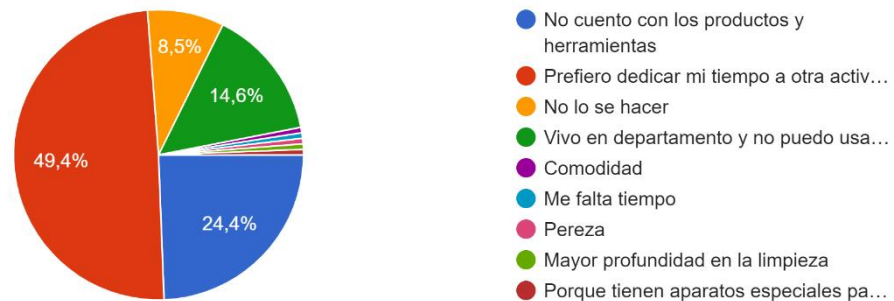 8,5%
14,6%
49,4%
24,4%
No cuento con los productos y
herramientas
Prefiero dedicar mi tiempo a otra activ…
No lo se hacer
Vivo en departamento y no puedo usa…
Comodidad
Me falta tiempo
Pereza
Mayor profundidad en la limpieza
Porque tienen aparatos especiales pa…